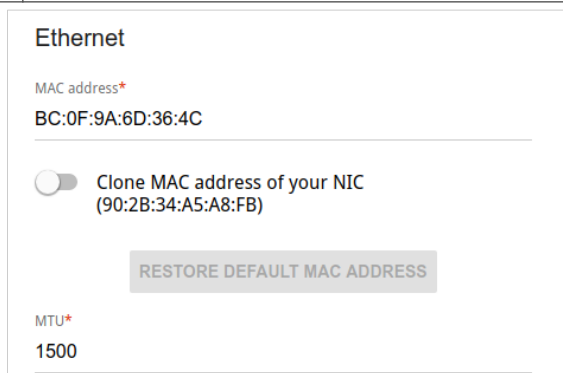 Ethernet
MAC address*
BC:0F:9A:6D:36:4C
Clone MAC address of your NIC
(90:2B:34:A5:A8:FB)
RESTORE DEFAULT MAC ADDRESS
MTU*
1500